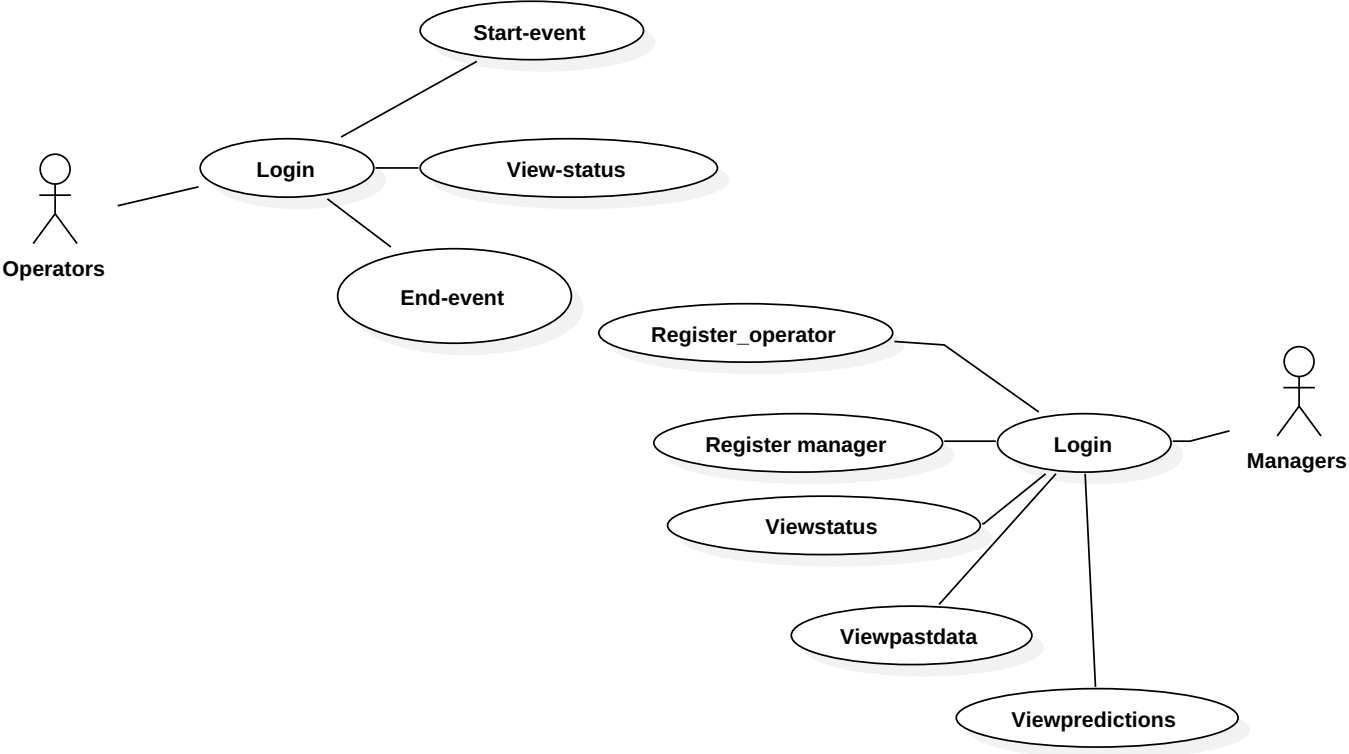 Start-event
Login
View-status
Operators
End-event
Register_operator
Register manager
Login
Managers
Viewstatus
Viewpastdata
Viewpredictions